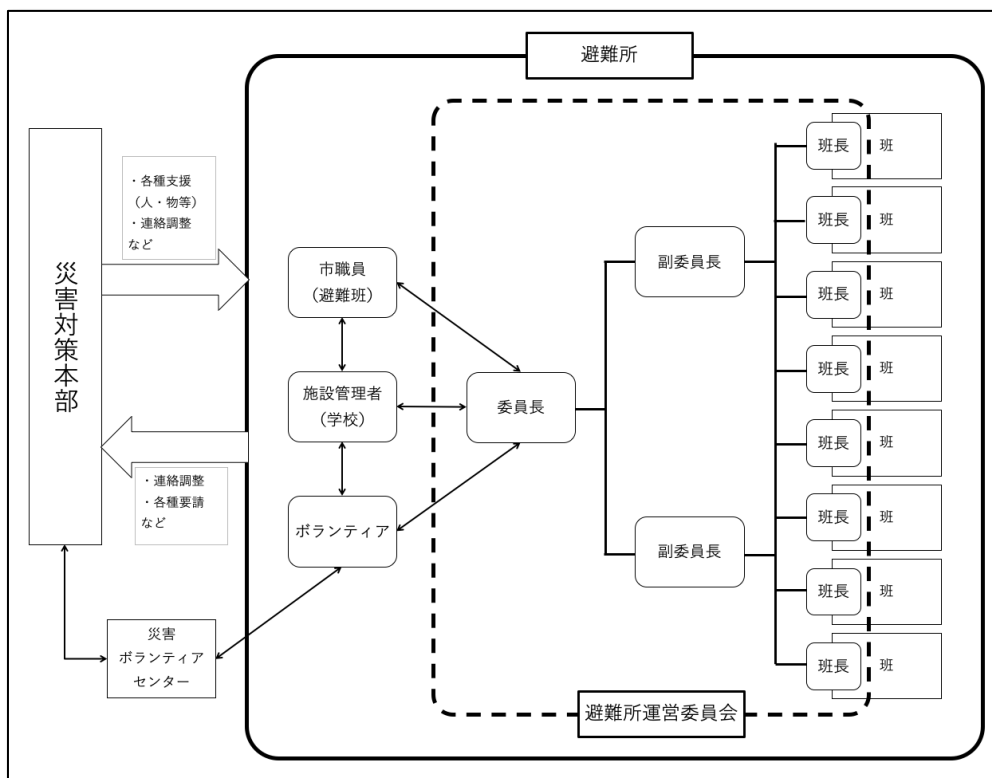 避難所
災害対策本部
・各種支援
（人・物等）
・連絡調整
など
・連絡調整
・各種要請
など
災害
ボランティア
センター
市職員
（避難班）
施設管理者
（学校）
ボランティア
委員長
副委員長
副委員長
班長
班
班長
班
班長
班
班長
班
班長
班
班長
班
班長
班
班長
班
避難所運営委員会